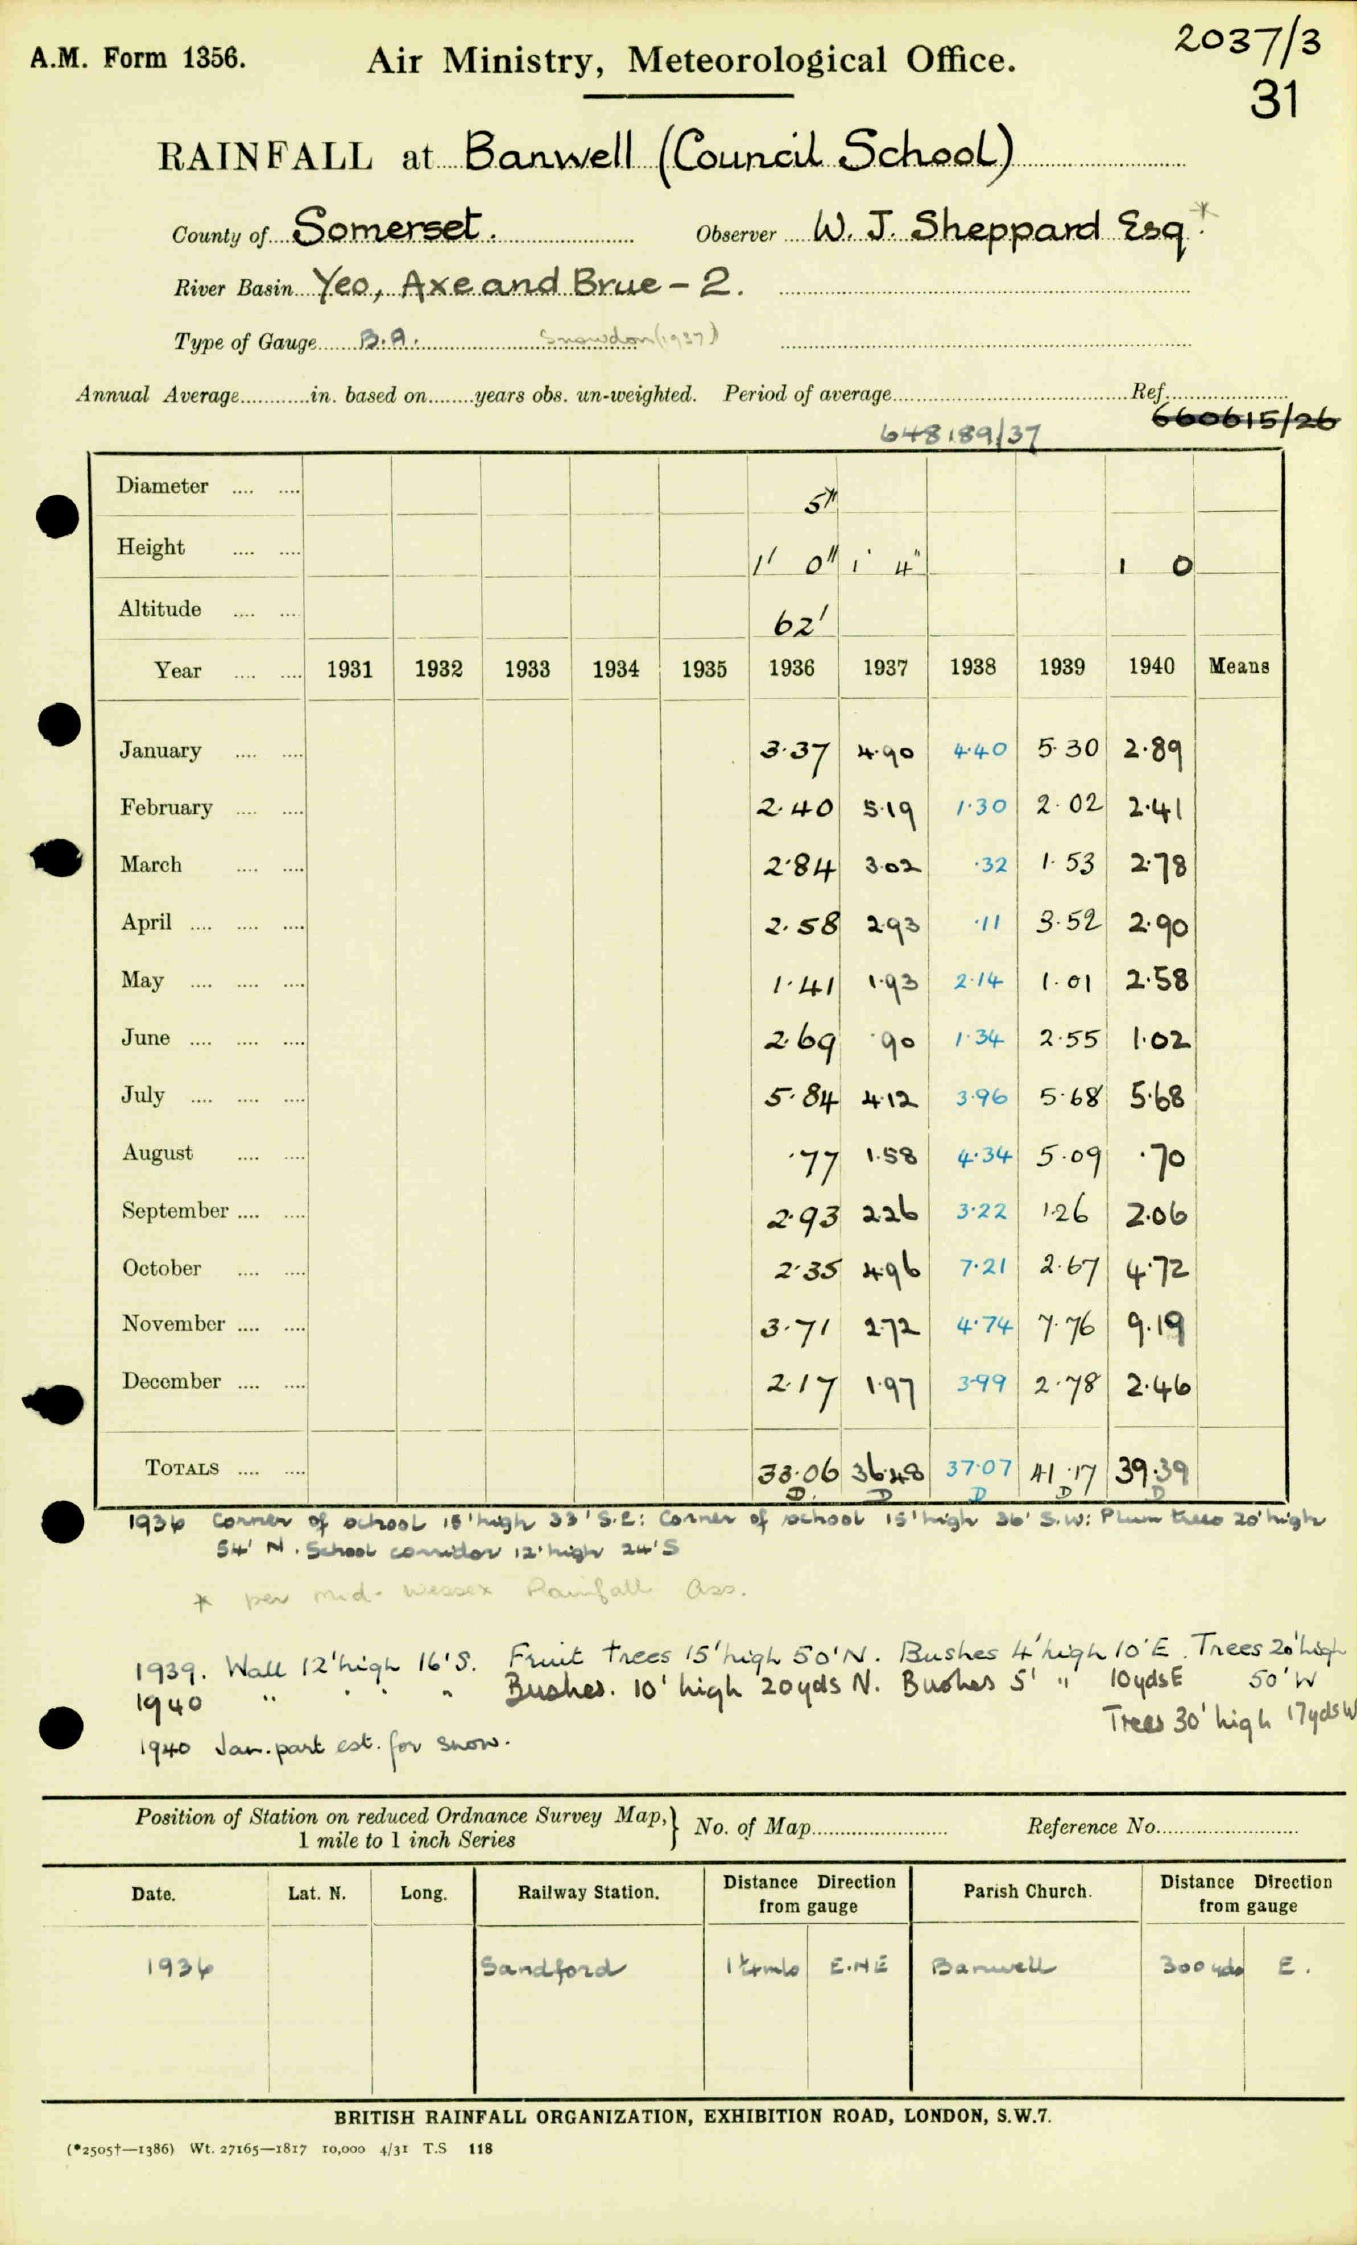 A.M. Form 1356.
Air Ministry, Meteorological Office.
2037/3
31
RAINFALL at Banwell (Council School)
County of Somerset. Observer W. J. Sheppard Esq. *
River Basin Yeo, Axe and Brue - 2.
Type of Gauge B.A. Snowdon (1937)
Annual Average in. based on years obs. un-weighted. Period of average Ref.
660615/26
648189/37
Diameter 5"
Height 1' 0" 1' 4" 1 0
Altitude 62'
Year 1931 1932 1933 1934 1935 1936 1937 1938 1939 1940 Means
January 3.37 4.90 4.40 5.30 2.89
February 2.40 5.19 1.30 2.02 2.41
March 2.84 3.02 .32 1.53 2.78
April 2.58 2.93 .11 3.52 2.90
May 1.41 1.93 2.14 1.01 2.58
June 2.69 .90 1.34 2.55 1.02
July 5.84 4.12 3.96 5.68 5.68
August .77 1.58 4.34 5.09 .70
September 2.93 2.26 3.22 1.26 2.06
October 2.35 4.96 7.21 2.67 4.72
November 3.71 2.72 4.74 7.76 9.19
December 2.17 1.97 3.99 2.78 2.46
TOTALS 33.06 36.48 37.07 41.17 39.39
D. D D D D
1936 Corner of school 15' high 33' S.E: Corner of school 15' high 36' S.W: Plum trees 20' high
54' N. School corridor 12' high 24' S
* per Mid-Wessex Rainfall Ass.
1939. Wall 12' high 16' S. Fruit trees 15' high 50' N. Bushes 4' high 10' E. Trees 20' high
50' W
1940 " " " " Bushes. 10' high 20yds N. Bushes 5' " 10yds E
Trees 30' high 17yds W
1940 Jan. part est. for snow.
Position of Station on reduced Ordnance Survey Map, } No. of Map Reference No.
1 mile to 1 inch Series
Date. Lat. N. Long. Railway Station. Distance Direction from gauge Parish Church. Distance Direction from gauge
1936 Sandford 1¼mls E.NE Banwell 300yds E.
BRITISH RAINFALL ORGANIZATION, EXHIBITION ROAD, LONDON, S.W.7.
(*2505†—1386) Wt. 27165—1817 10,000 4/31 T.S 118